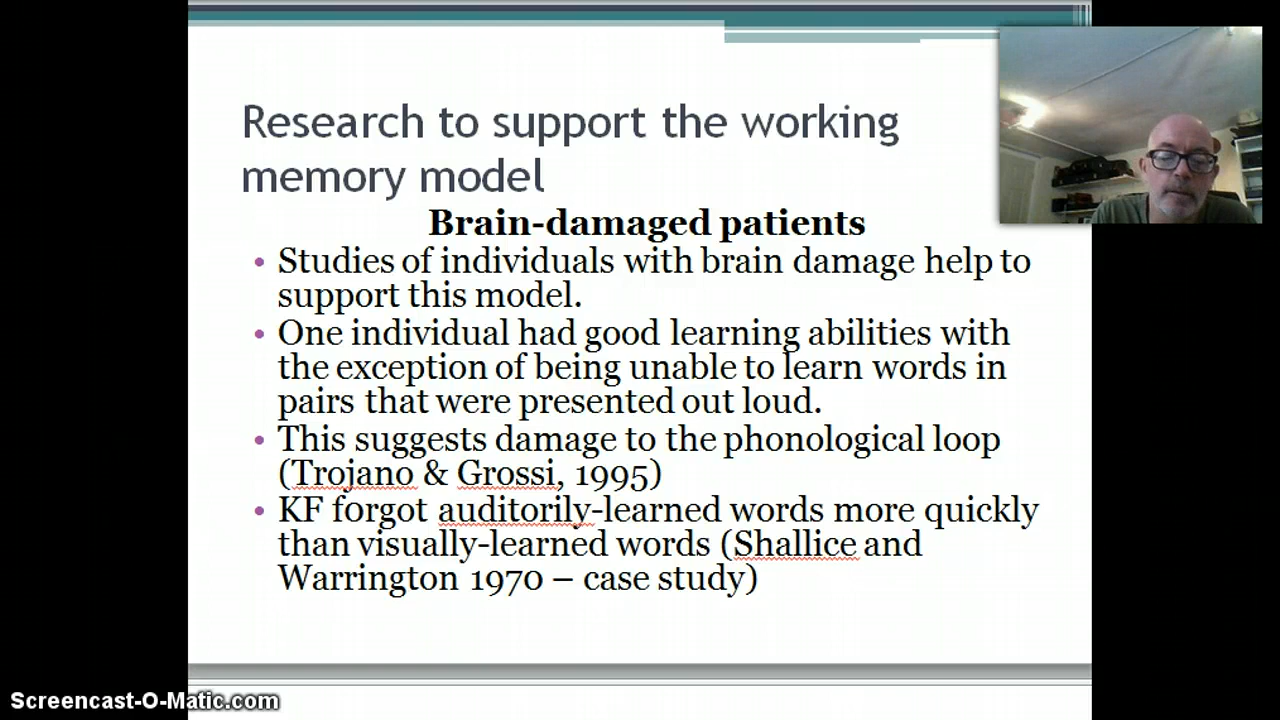 Research to support the working
memory model
Brain-damaged patients
• Studies of individuals with brain damage help to
support this model.
• One individual had good learning abilities with
the exception of being unable to learn words in
pairs that were presented out loud.
• This suggests damage to the phonological loop
(Trojano & Grossi, 1995)
• KF forgot auditorily-learned words more quickly
than visually-learned words (Shallice and
Warrington 1970 – case study)
Screencast-O-Matic.com